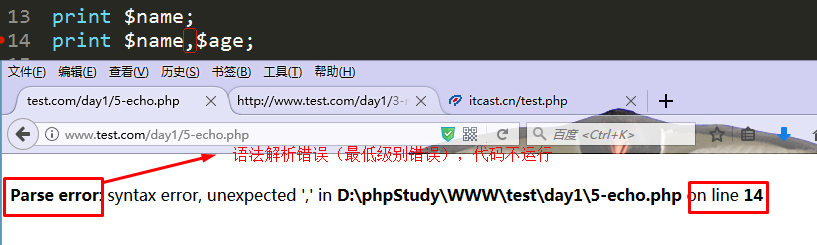 13 print $name;
14 print $name,$age;
文件(F) 编辑(E) 查看(V) 历史(S) 书签(B) 工具(T) 帮助(H)
test.com/day1/5-echo.php http://www.test.com/day1/3- itcast.cn/test.php
www.test.com/day1/5-echo.php 百度 <Ctrl+K>
语法解析错误（最低级别错误），代码不运行
Parse error: syntax error, unexpected ',' in D:\phpStudy\WWW\test\day1\5-echo.php on line 14